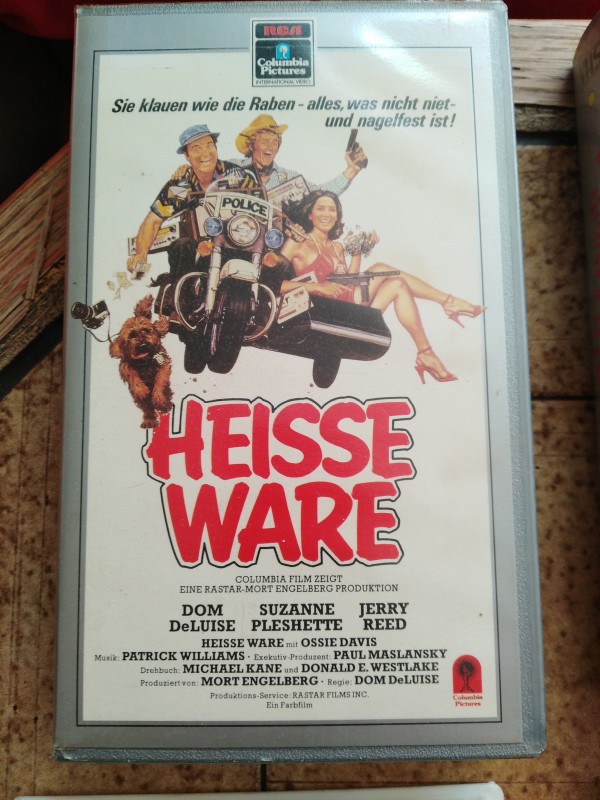 RCA
Columbia
Pictures
INTERNATIONAL VIDEO
Sie klauen wie die Raben - alles, was nicht niet-
und nagelfest ist!
POLICE
HEISSE
WARE
COLUMBIA FILM ZEIGT
EINE RASTAR-MORT ENGELBERG PRODUKTION
DOM SUZANNE JERRY
DeLUISE PLESHETTE REED
HEISSE WARE mit OSSIE DAVIS
Musik: PATRICK WILLIAMS · Exekutiv-Produzent: PAUL MASLANSKY
Drehbuch: MICHAEL KANE und DONALD E. WESTLAKE
Produziert von: MORT ENGELBERG · Regie: DOM DeLUISE
Produktions-Service: RASTAR FILMS INC.
Ein Farbfilm
Columbia
Pictures